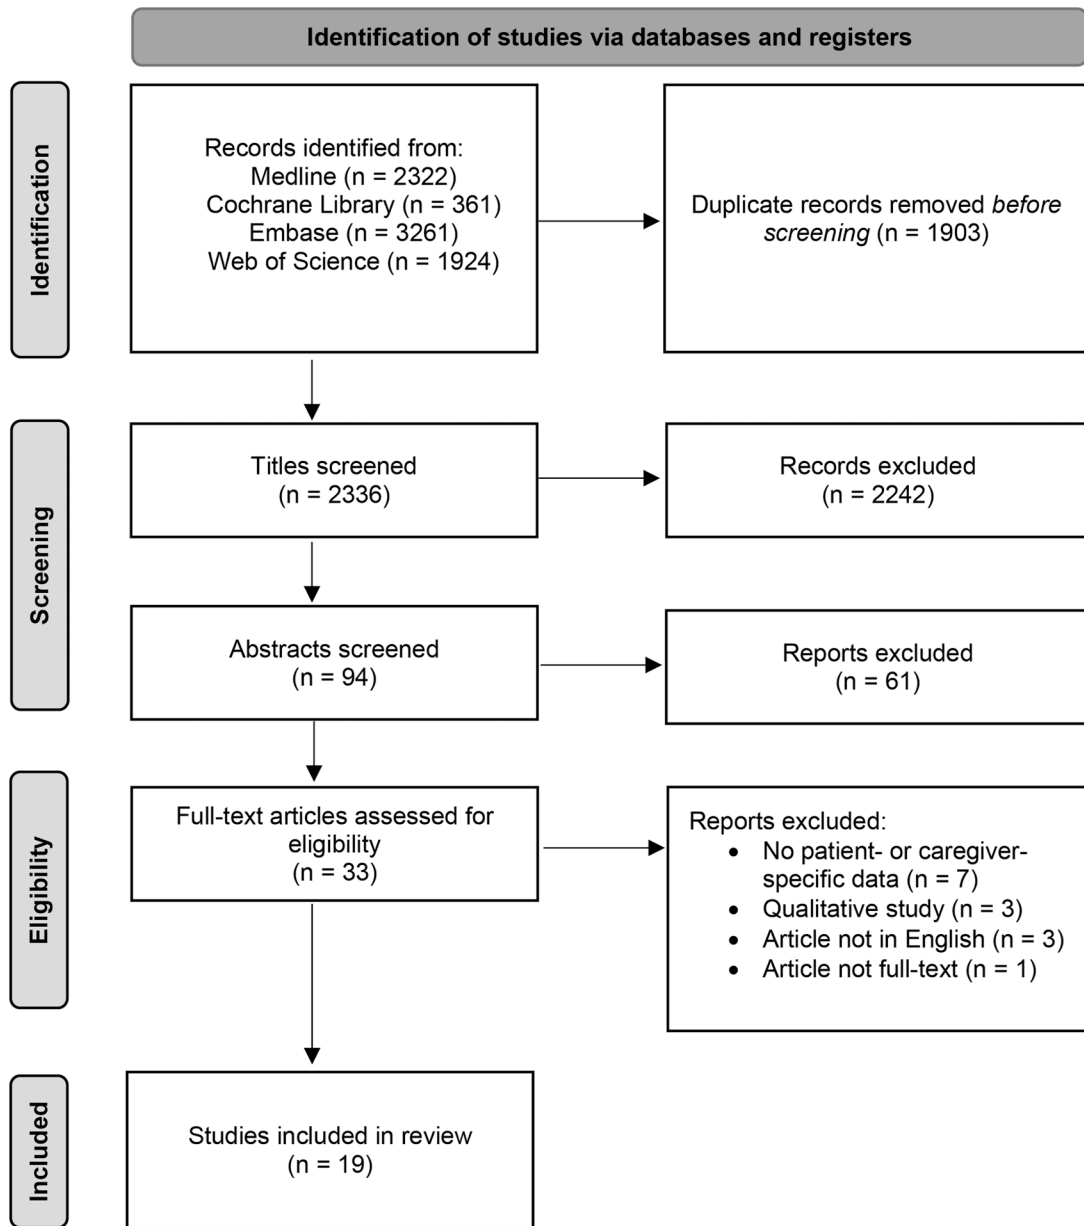 Identification of studies via databases and registers
Identification
Records identified from:
Medline (n = 2322)
Cochrane Library (n = 361)
Embase (n = 3261)
Web of Science (n = 1924)
Duplicate records removed before
screening (n = 1903)
Screening
Titles screened
(n = 2336)
Records excluded
(n = 2242)
Abstracts screened
(n = 94)
Reports excluded
(n = 61)
Eligibility
Full-text articles assessed for
eligibility
(n = 33)
Reports excluded:
• No patient- or caregiver-
specific data (n = 7)
• Qualitative study (n = 3)
• Article not in English (n = 3)
• Article not full-text (n = 1)
Included
Studies included in review
(n = 19)